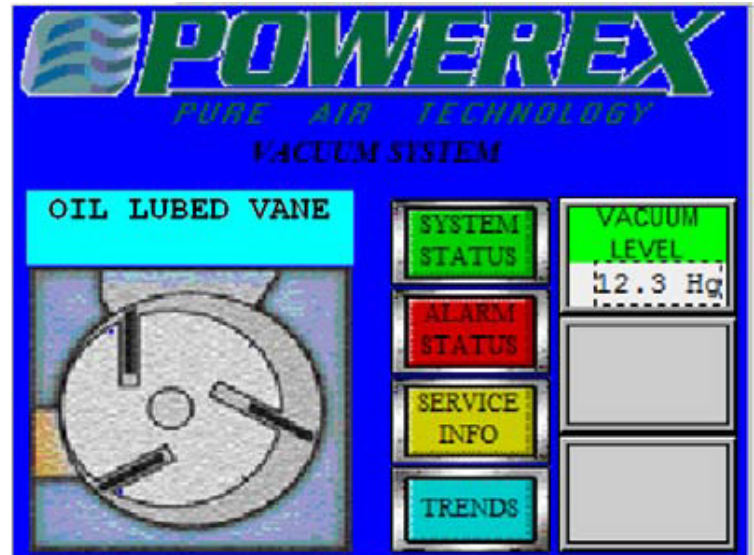 POWEREX
PURE AIR TECHNOLOGY
VACUUM SYSTEM
OIL LUBED VANE
SYSTEM
STATUS
ALARM
STATUS
SERVICE
INFO
TRENDS
VACUUM
LEVEL
12.3 Hg